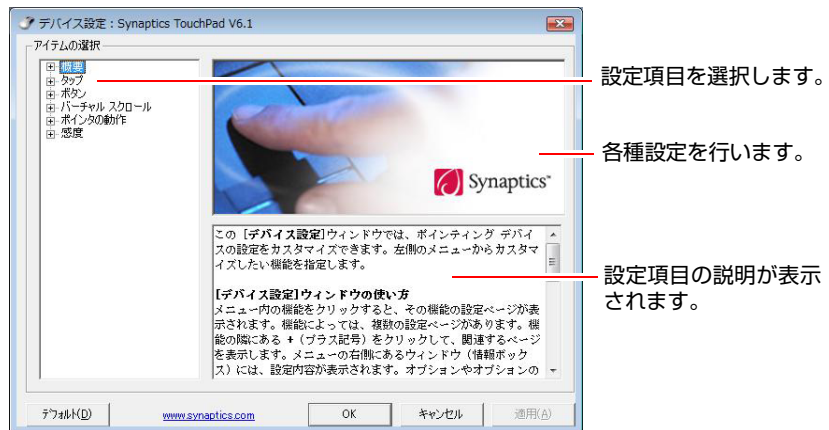 デバイス設定 : Synaptics TouchPad V6.1
アイテムの選択
概要
タップ
ボタン
バーチャル スクロール
ポインタの動作
感度
Synaptics™
この [デバイス設定]ウィンドウでは、ポインティング デバイ
スの設定をカスタマイズできます。左側のメニューからカスタマ
イズしたい機能を指定します。
[デバイス設定]ウィンドウの使い方
メニュー内の機能をクリックすると、その機能の設定ページが表
示されます。機能によっては、複数の設定ページがあります。機
能の隣にある + (プラス記号) をクリックして、関連するページ
を表示します。メニューの右側にあるウィンドウ (情報ボック
ス) には、設定内容が表示されます。オプションやオプションの
デフォルト(D)
www.synaptics.com
OK
キャンセル
適用(A)
設定項目を選択します。
各種設定を行います。
設定項目の説明が表示
されます。